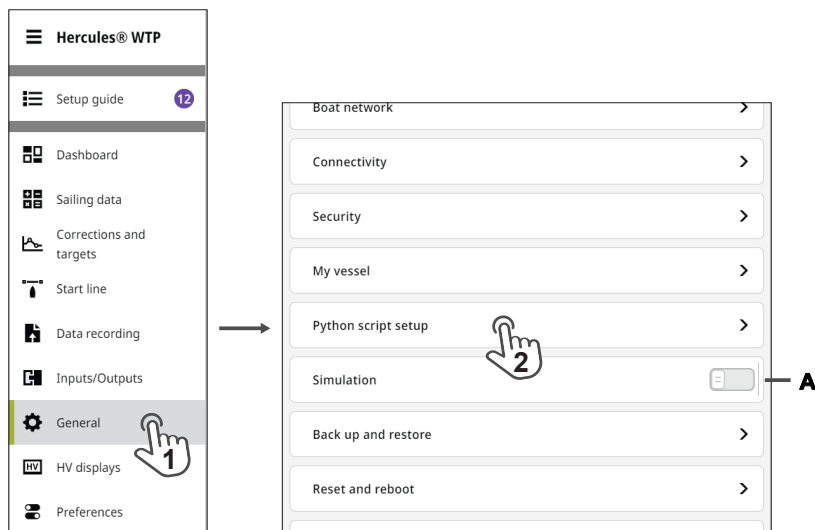 Hercules® WTP
Setup guide 12
Dashboard
Sailing data
Corrections and
targets
Start line
Data recording
Inputs/Outputs
General
1
HV HV displays
Preferences
Boat network
Connectivity
Security
My vessel
Python script setup
2
Simulation
A
Back up and restore
Reset and reboot